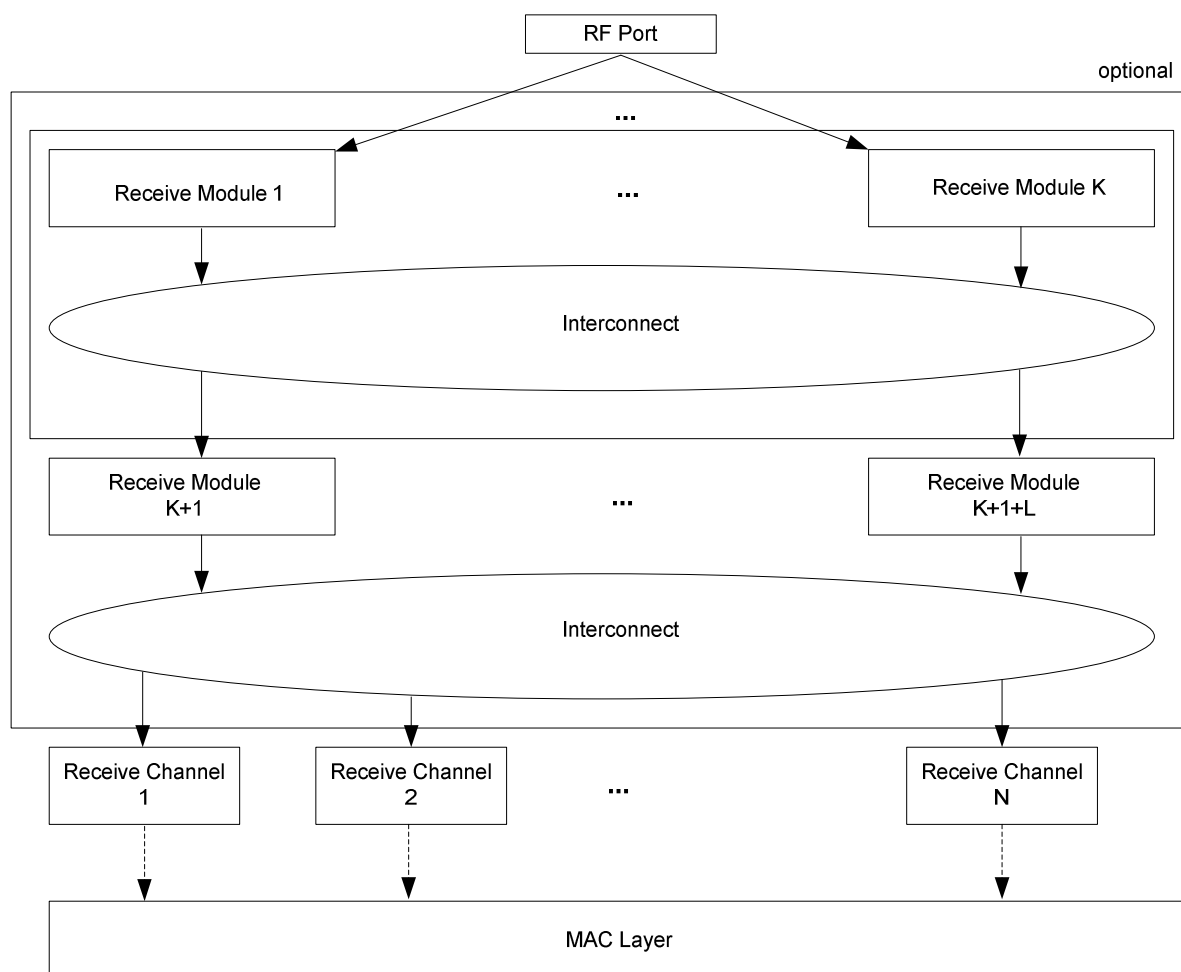 RF Port
optional
...
Receive Module 1
...
Receive Module K
Interconnect
Receive Module
K+1
...
Receive Module
K+1+L
Interconnect
Receive Channel
1
Receive Channel
2
...
Receive Channel
N
MAC Layer